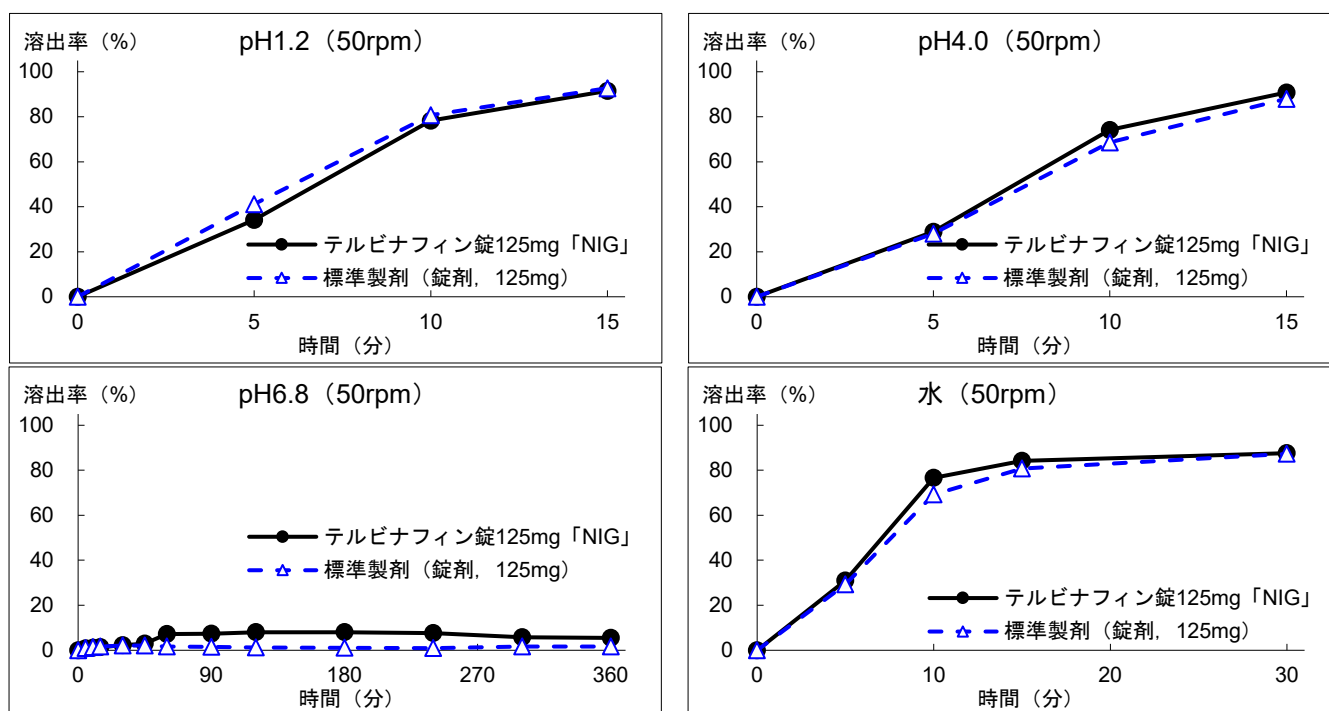 溶出率（%）
pH1.2（50rpm）
100
80
60
40
20
0
テルビナフィン錠125mg「NIG」
標準製剤（錠剤，125mg）
0 5 10 15
時間（分）
溶出率（%）
pH4.0（50rpm）
100
80
60
40
20
0
テルビナフィン錠125mg「NIG」
標準製剤（錠剤，125mg）
0 5 10 15
時間（分）
溶出率（%）
pH6.8（50rpm）
100
80
60
40
20
0
テルビナフィン錠125mg「NIG」
標準製剤（錠剤，125mg）
0 90 180 270 360
時間（分）
溶出率（%）
水（50rpm）
100
80
60
40
20
0
テルビナフィン錠125mg「NIG」
標準製剤（錠剤，125mg）
0 10 20 30
時間（分）